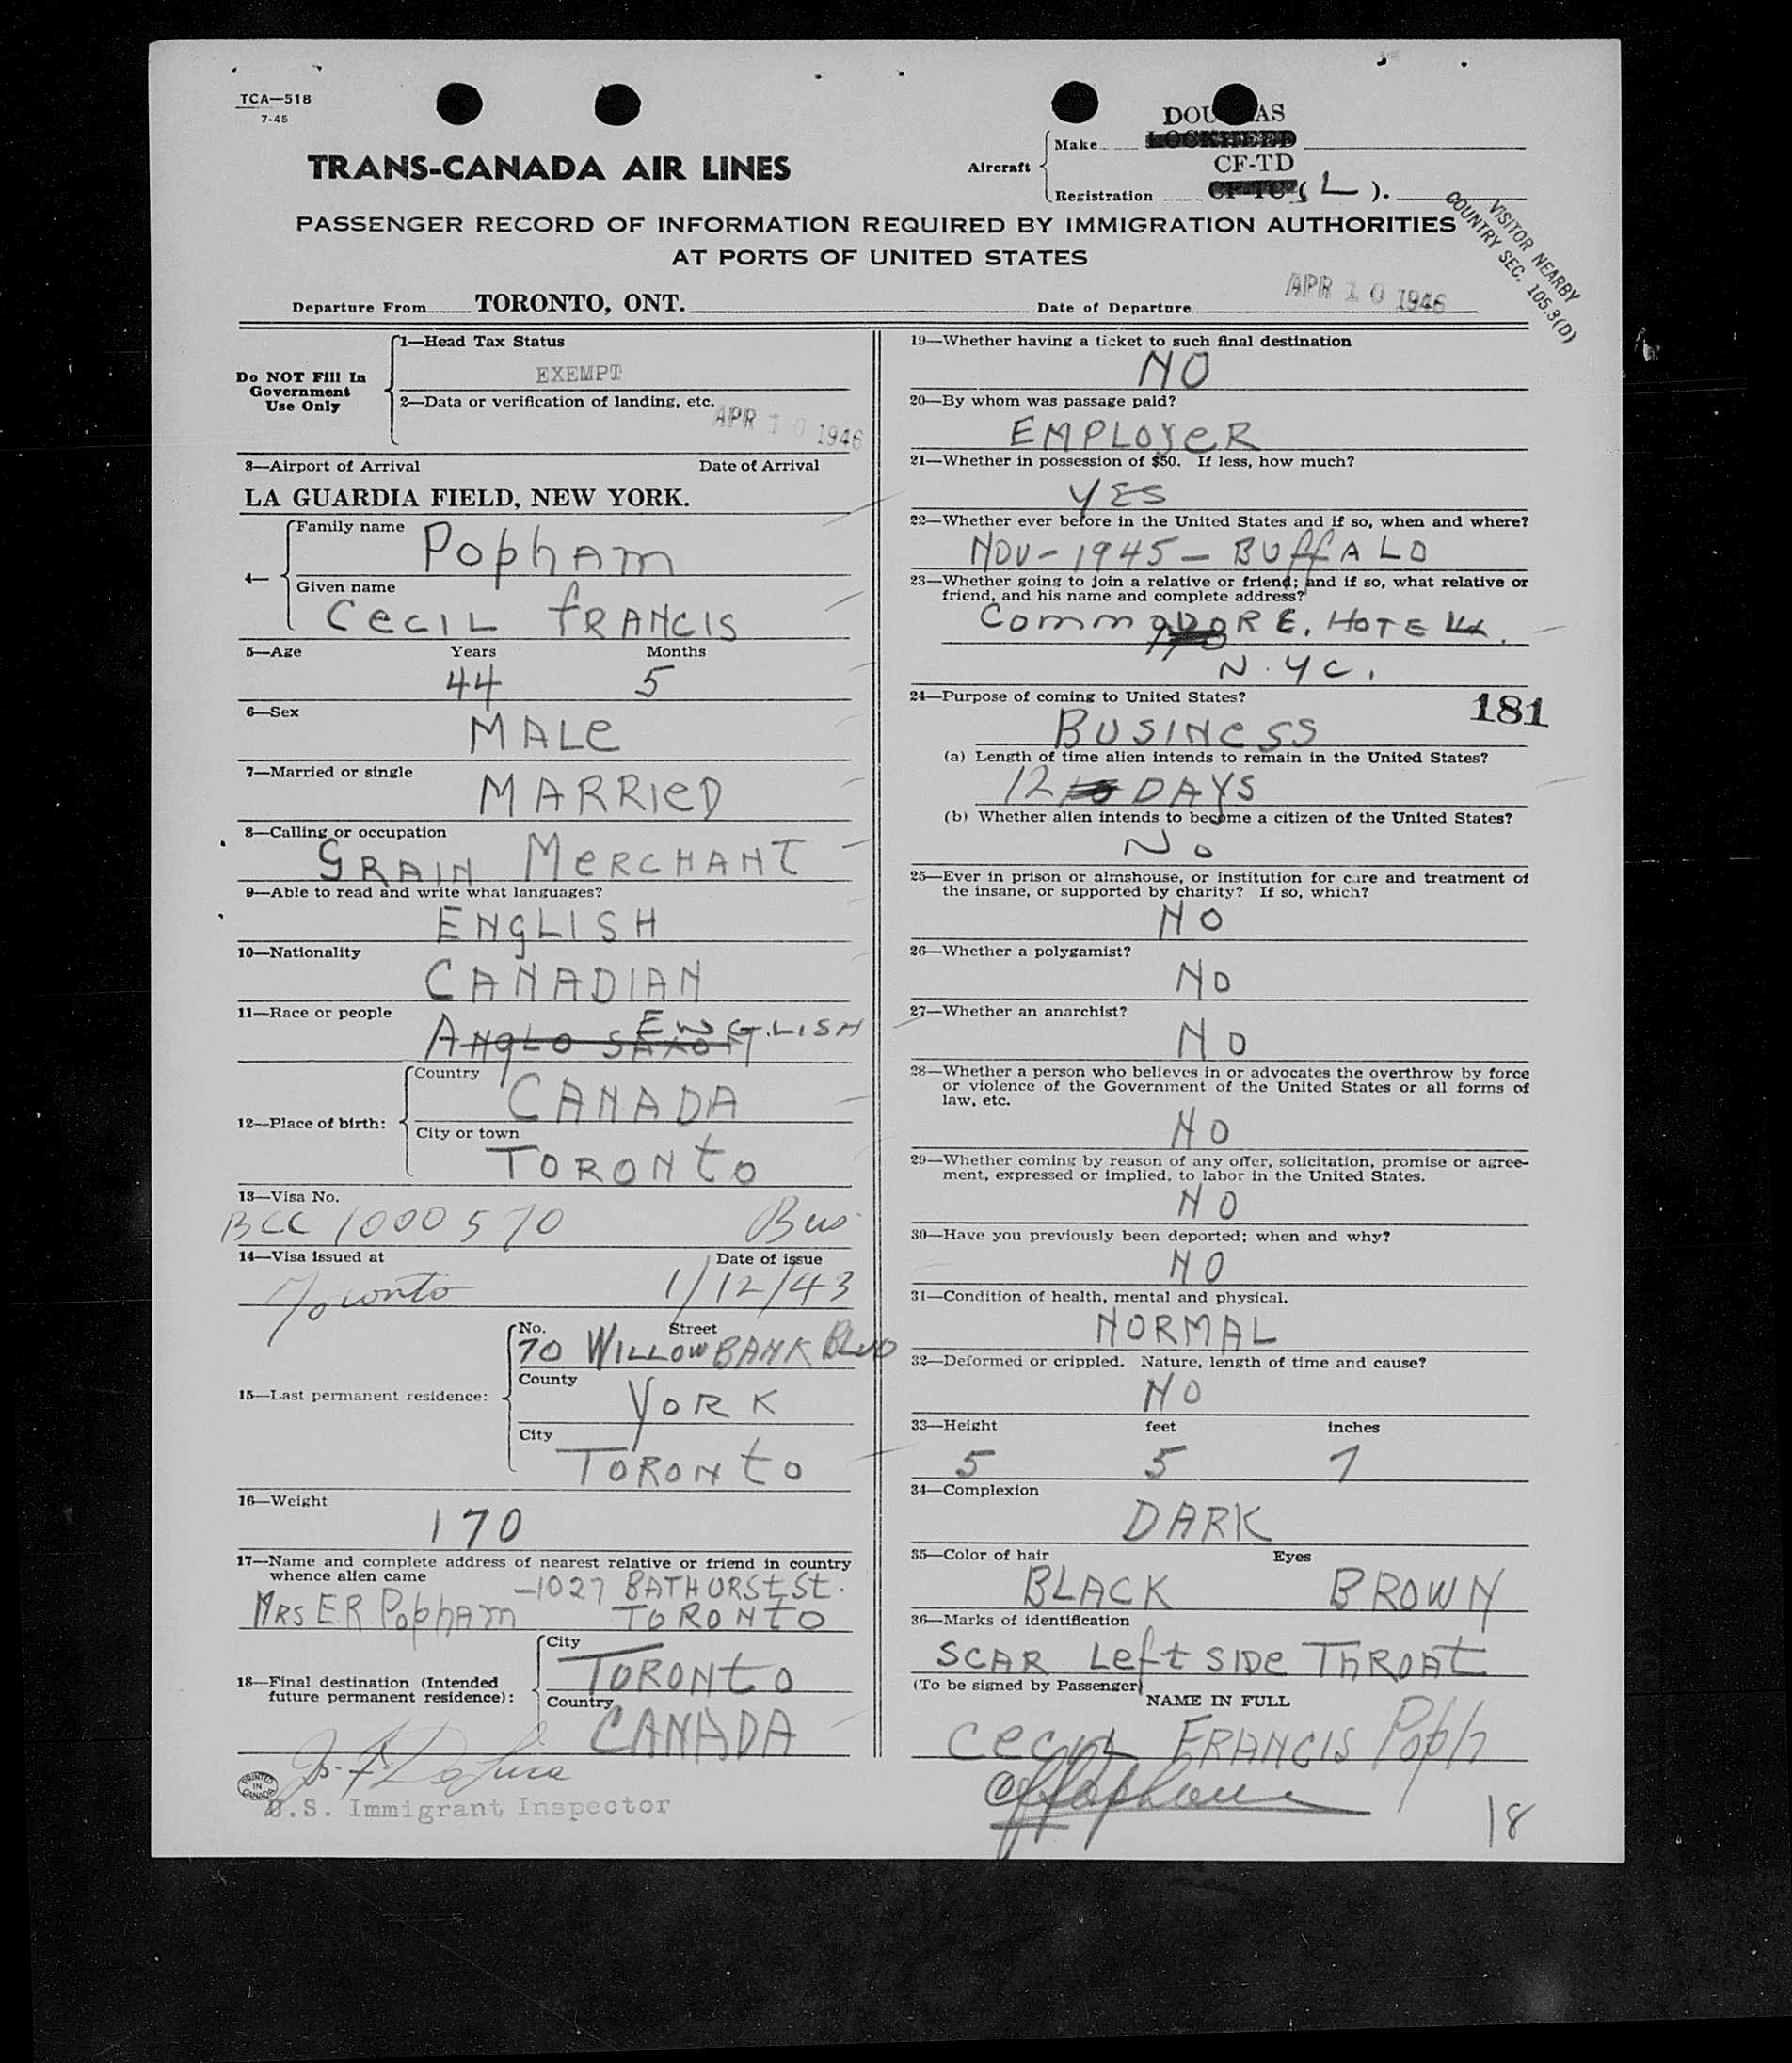 TCA—518
7-45
TRANS-CANADA AIR LINES
Aircraft
Make
DOUGLAS
LOCKHEED
Registration
CF-TD
CF-TC (L).
PASSENGER RECORD OF INFORMATION REQUIRED BY IMMIGRATION AUTHORITIES
AT PORTS OF UNITED STATES
VISITOR NEARBY
COUNTRY SEC. 105.3(D)
Departure From TORONTO, ONT. Date of Departure APR 10 1946
Do NOT Fill In
Government
Use Only
1—Head Tax Status
EXEMPT
2—Data or verification of landing, etc.
APR 10 1946
3—Airport of Arrival Date of Arrival
LA GUARDIA FIELD, NEW YORK.
4—
Family name
Popham
Given name
Cecil Francis
5—Age Years Months
44 5
6—Sex
MALe
7—Married or single
MARRIeD
8—Calling or occupation
GRAIN MeRCHANT
9—Able to read and write what languages?
ENgLISH
10—Nationality
CANADIAN
11—Race or people
ENGLISH
ANgLO SAXON
12—Place of birth:
Country
CANADA
City or town
TORONtO
13—Visa No.
BCC 1000570 Bus.
14—Visa issued at Date of issue
Toronto 1/12/43
15—Last permanent residence:
No. Street
70 WILLOWBANK BLVD
County
YORK
City
TORONtO
16—Weight
170
17—Name and complete address of nearest relative or friend in country
whence alien came
—1027 BATHURSt St.
MRS E.R. Popham TORONtO
18—Final destination (Intended
future permanent residence):
City
TORONtO
Country
CANADA
PRINTED
IN
CANADA
U.S. Immigrant Inspector
19—Whether having a ticket to such final destination
NO
20—By whom was passage paid?
EMPLOYeR
21—Whether in possession of $50. If less, how much?
YES
22—Whether ever before in the United States and if so, when and where?
NOV – 1945 – BUffALO
23—Whether going to join a relative or friend; and if so, what relative or
friend, and his name and complete address?
COMMODORE, HOTEL.
N.YC.
24—Purpose of coming to United States?
181
BUSINeSS
(a) Length of time alien intends to remain in the United States?
12 DAYS
(b) Whether alien intends to become a citizen of the United States?
No
25—Ever in prison or almshouse, or institution for care and treatment of
the insane, or supported by charity? If so, which?
NO
26—Whether a polygamist?
NO
27—Whether an anarchist?
NO
28—Whether a person who believes in or advocates the overthrow by force
or violence of the Government of the United States or all forms of
law, etc.
NO
29—Whether coming by reason of any offer, solicitation, promise or agree-
ment, expressed or implied, to labor in the United States.
NO
30—Have you previously been deported; when and why?
NO
31—Condition of health, mental and physical.
NORMAL
32—Deformed or crippled. Nature, length of time and cause?
NO
33—Height feet inches
5 5 7
34—Complexion
DARK
35—Color of hair Eyes
BLACK BROWN
36—Marks of identification
SCAR Left SIDe THROAt
(To be signed by Passenger)
NAME IN FULL
CeCIL FRANCIS Poph
CFPopham
18